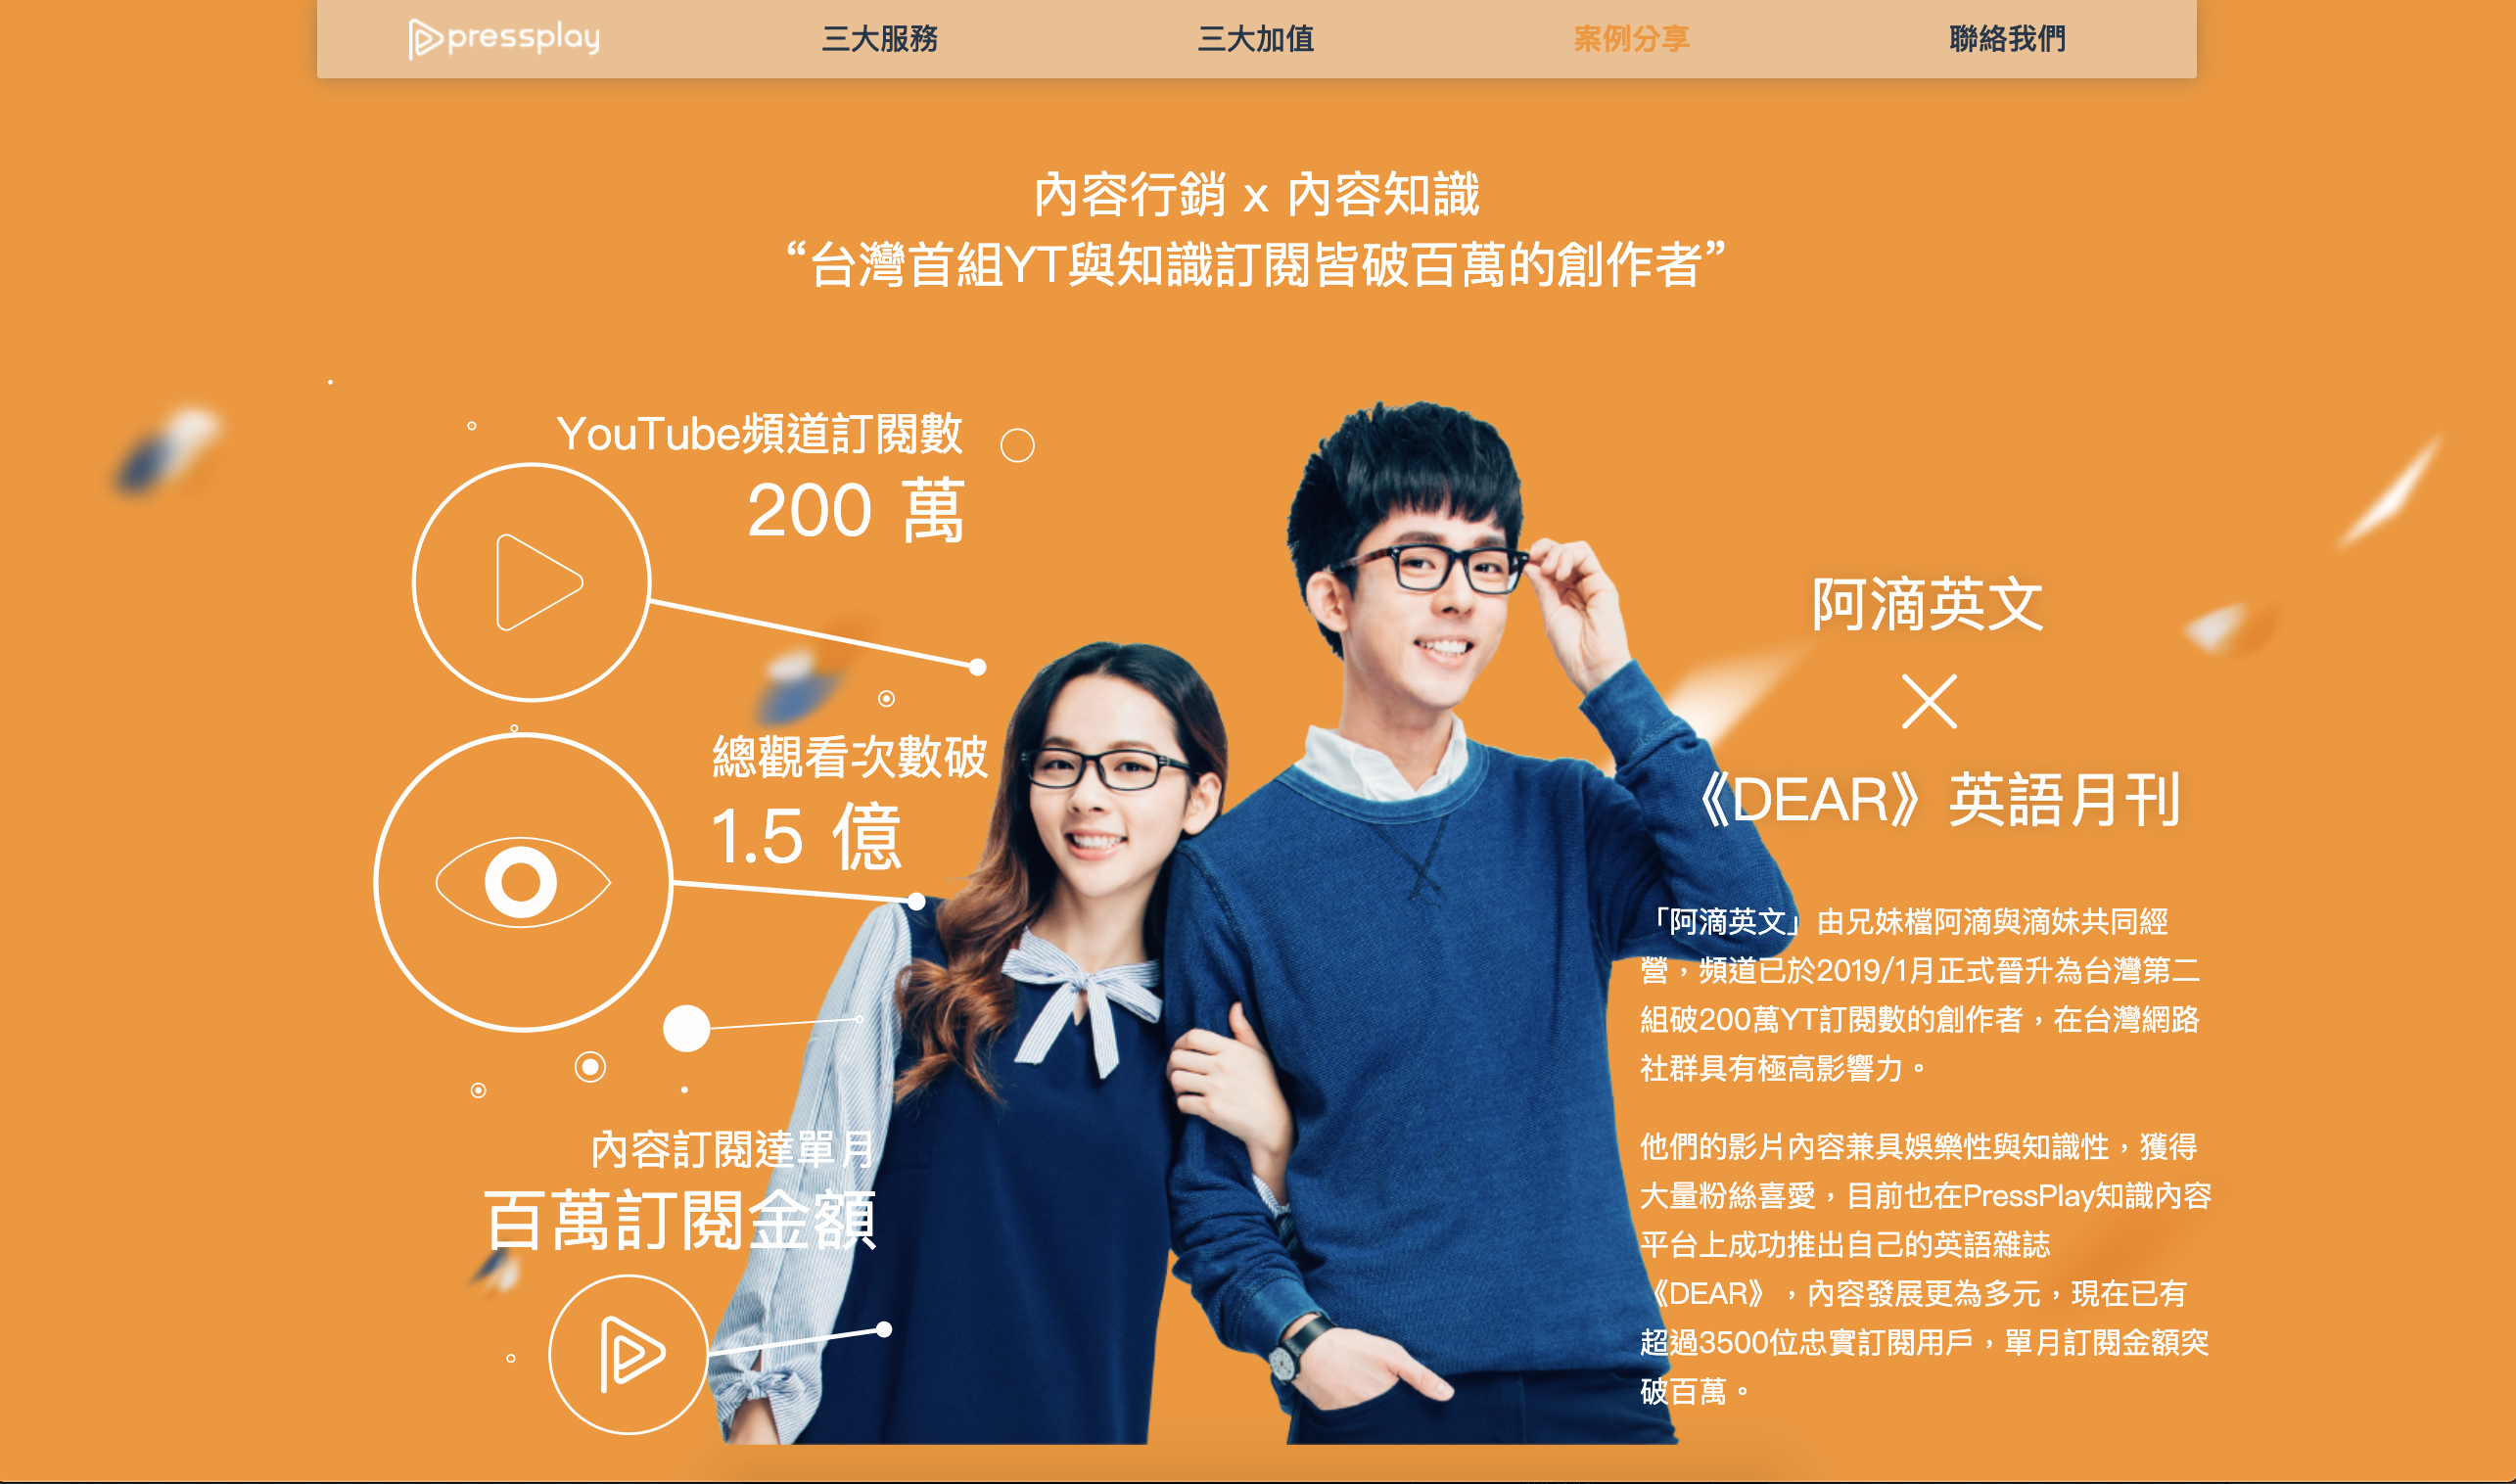 pressplay
三大服務
三大加值
案例分享
聯絡我們
內容行銷 x 內容知識
“台灣首組YT與知識訂閱皆破百萬的創作者”
YouTube頻道訂閱數
200 萬
總觀看次數破
1.5 億
內容訂閱達單月
百萬訂閱金額
阿滴英文
×
《DEAR》英語月刊
「阿滴英文」由兄妹檔阿滴與滴妹共同經
營，頻道已於2019/1月正式晉升為台灣第二
組破200萬YT訂閱數的創作者，在台灣網路
社群具有極高影響力。
他們的影片內容兼具娛樂性與知識性，獲得
大量粉絲喜愛，目前也在PressPlay知識內容
平台上成功推出自己的英語雜誌
《DEAR》，內容發展更為多元，現在已有
超過3500位忠實訂閱用戶，單月訂閱金額突
破百萬。